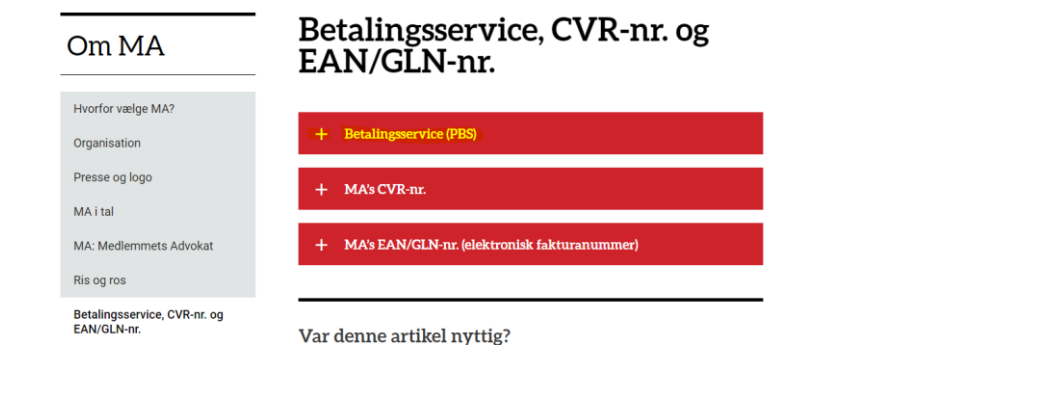 Om MA
Hvorfor vælge MA?
Organisation
Presse og logo
MA i tal
MA: Medlemmets Advokat
Ris og ros
Betalingsservice, CVR-nr. og
EAN/GLN-nr.
Betalingsservice, CVR-nr. og
EAN/GLN-nr.
+ Betalingsservice (PBS)
+ MA's CVR-nr.
+ MA's EAN/GLN-nr. (elektronisk fakturanummer)
Var denne artikel nyttig?